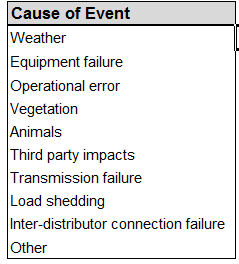 Cause of Event
Weather
Equipment failure
Operational error
Vegetation
Animals
Third party impacts
Transmission failure
Load shedding
Inter-distributor connection failure
Other